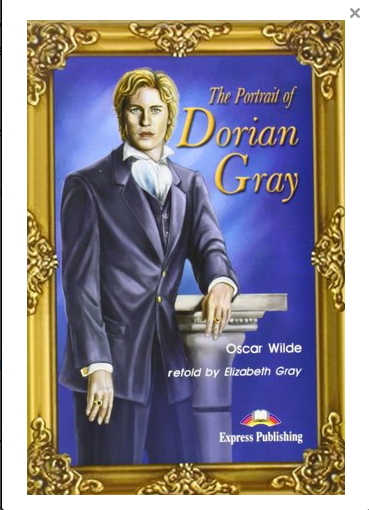 The Portrait of
Dorian
Gray
Oscar Wilde
retold by Elizabeth Gray
Express Publishing